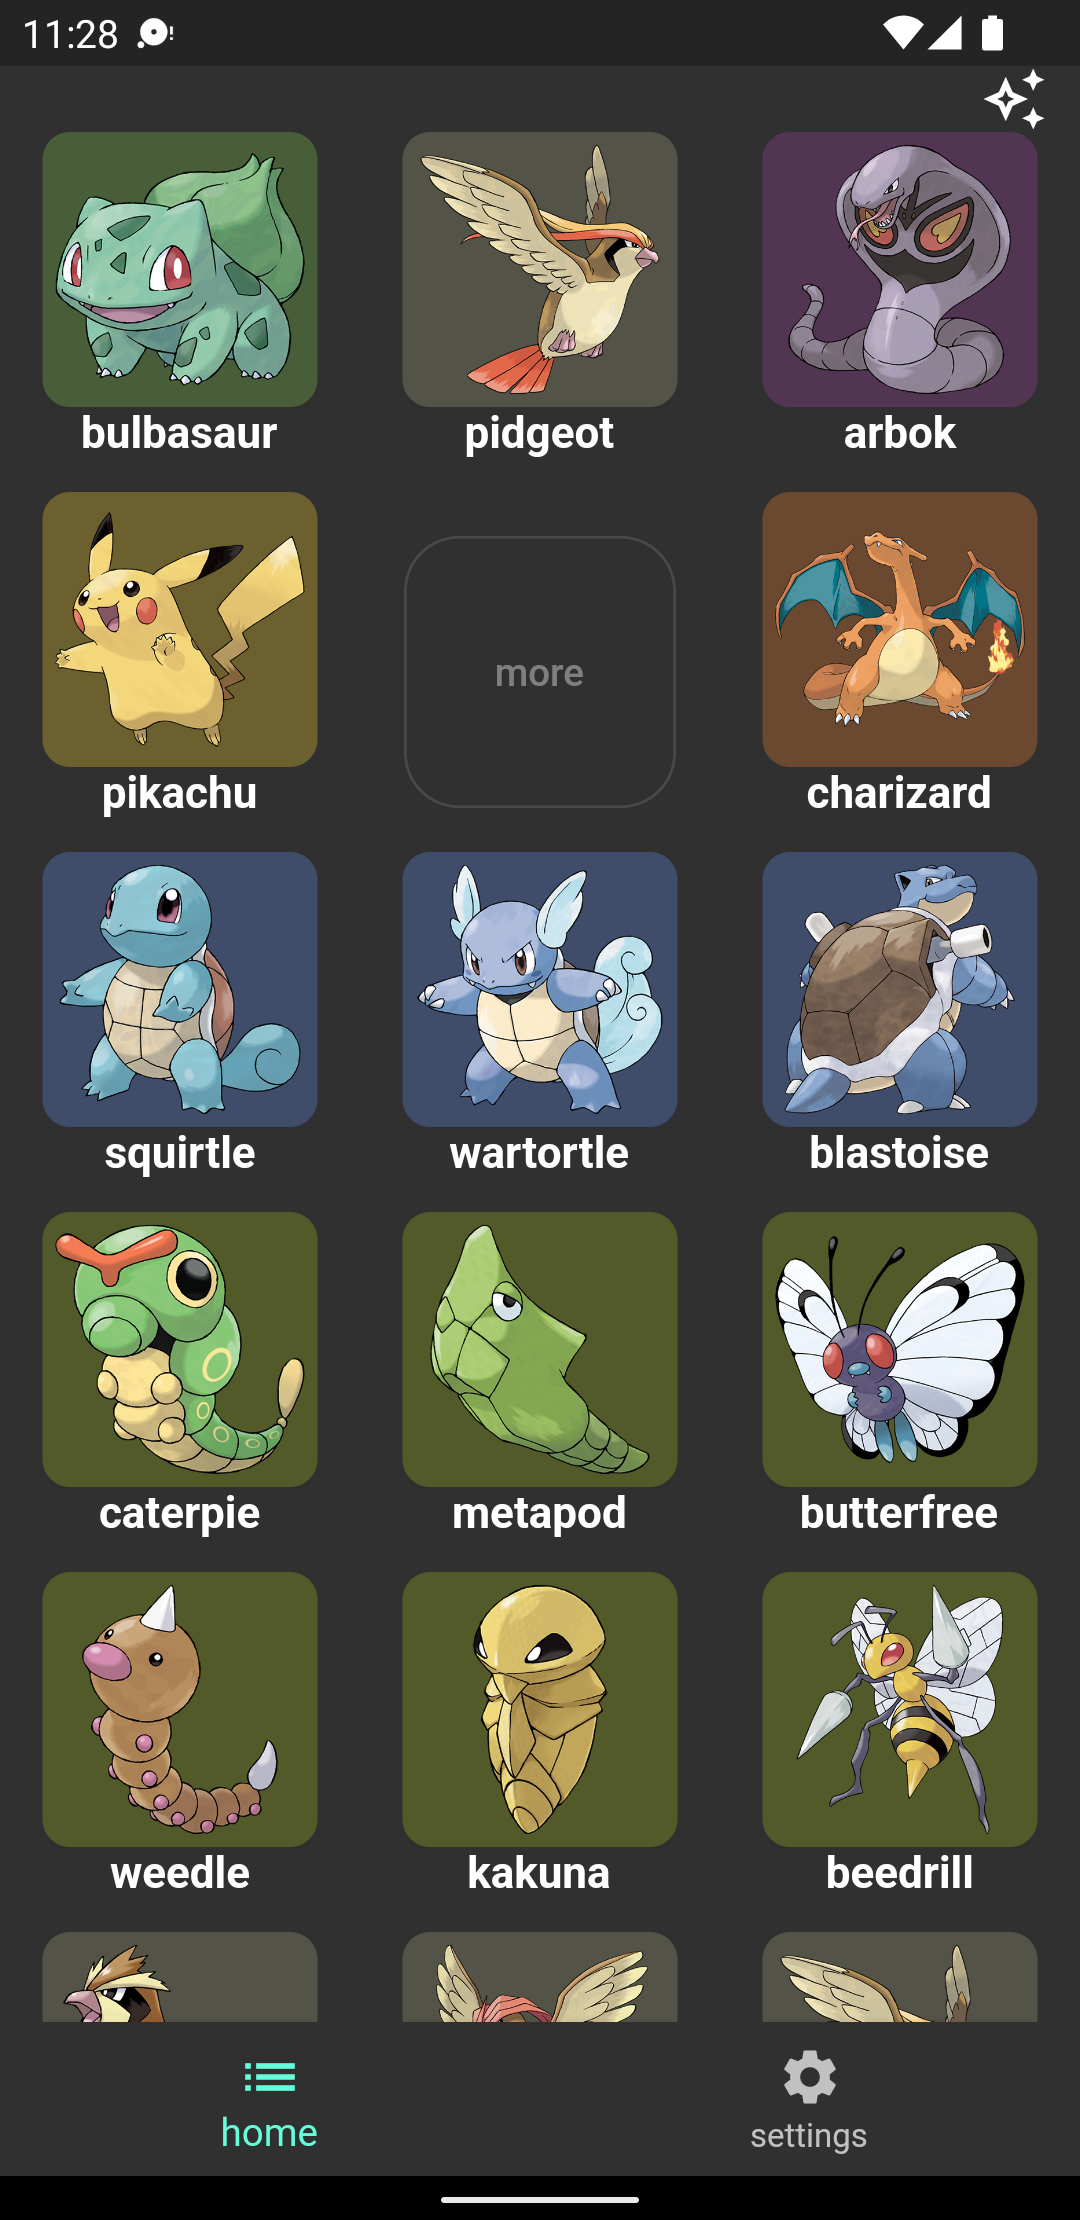 11:28
bulbasaur
pidgeot
arbok
pikachu
more
charizard
squirtle
wartortle
blastoise
caterpie
metapod
butterfree
weedle
kakuna
beedrill
home
settings